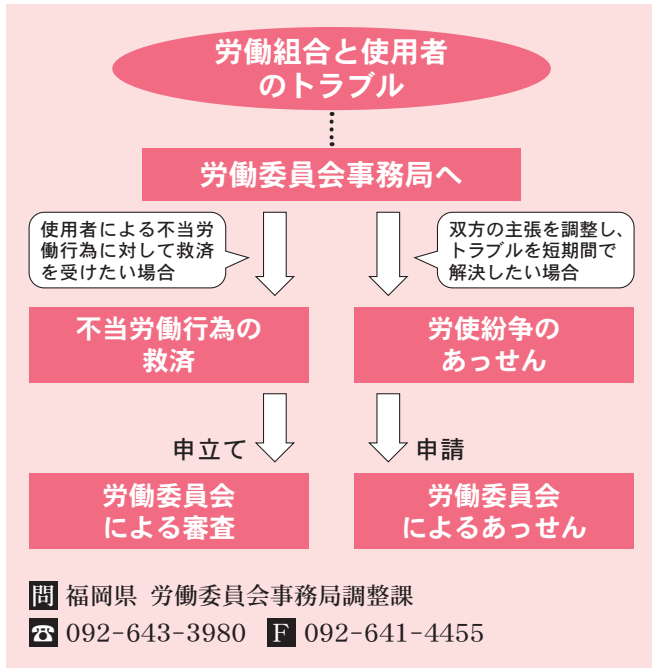 労働組合と使用者
のトラブル
労働委員会事務局へ
使用者による不当労
働行為に対して救済
を受けたい場合
双方の主張を調整し、
トラブルを短期間で
解決したい場合
不当労働行為の
救済
労使紛争の
あっせん
申立て
申請
労働委員会
による審査
労働委員会
によるあっせん
問 福岡県 労働委員会事務局調整課
☎ 092-643-3980 F 092-641-4455